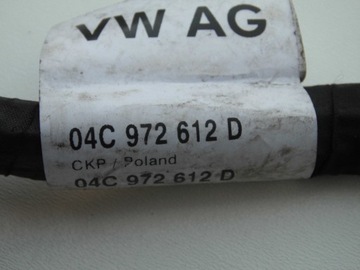 VW AG
04C 972 612 D
CKP / Poland
04C 972 612 D